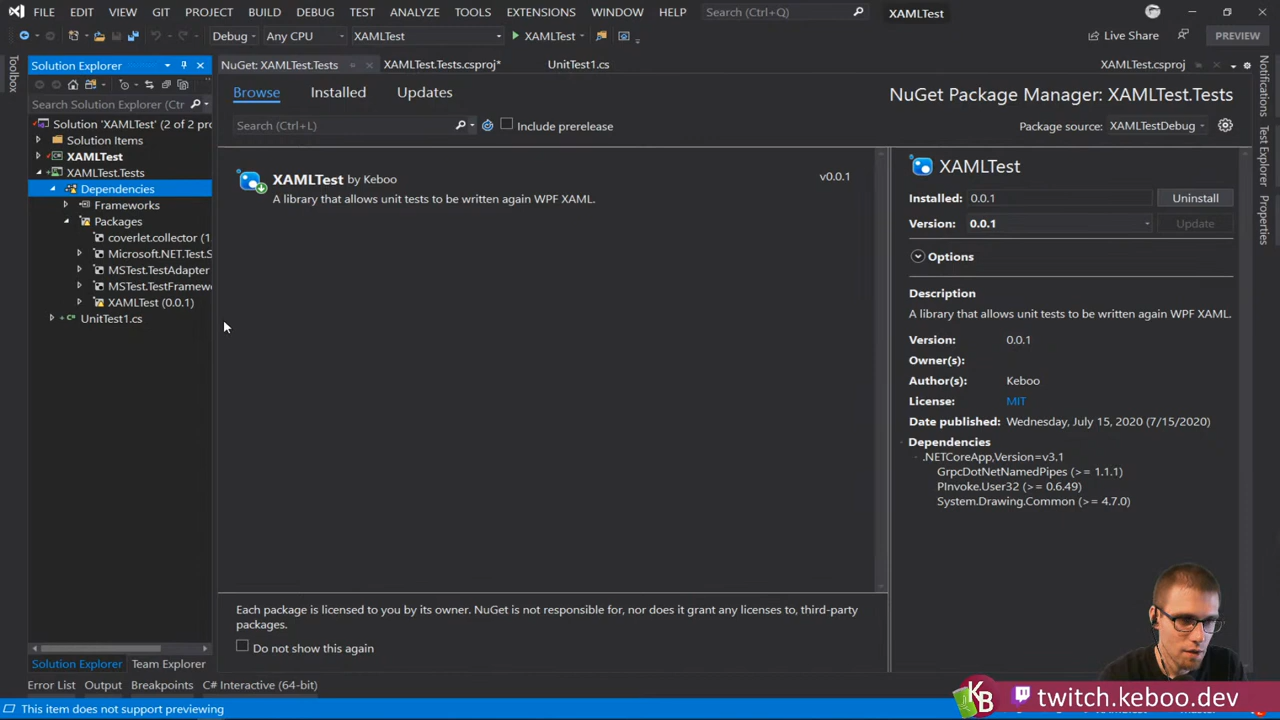 FILE EDIT VIEW GIT PROJECT BUILD DEBUG TEST ANALYZE TOOLS EXTENSIONS WINDOW HELP Search (Ctrl+Q) XAMLTest
Debug Any CPU XAMLTest XAMLTest Live Share PREVIEW
Toolbox
Solution Explorer
Search Solution Explorer (Ctr
Solution 'XAMLTest' (2 of 2 pro
Solution Items
XAMLTest
XAMLTest.Tests
Dependencies
Frameworks
Packages
coverlet.collector (1
Microsoft.NET.Test.S
MSTest.TestAdapter
MSTest.TestFramewo
XAMLTest (0.0.1)
UnitTest1.cs
Solution Explorer Team Explorer
NuGet: XAMLTest.Tests XAMLTest.Tests.csproj* UnitTest1.cs XAMLTest.csproj
Browse Installed Updates
NuGet Package Manager: XAMLTest.Tests
Search (Ctrl+L) Include prerelease
Package source: XAMLTestDebug
XAMLTest by Keboo v0.0.1
A library that allows unit tests to be written again WPF XAML.
Each package is licensed to you by its owner. NuGet is not responsible for, nor does it grant any licenses to, third-party
packages.
Do not show this again
XAMLTest
Installed: 0.0.1 Uninstall
Version: 0.0.1 Update
Options
Description
A library that allows unit tests to be written again WPF XAML.
Version: 0.0.1
Owner(s):
Author(s): Keboo
License: MIT
Date published: Wednesday, July 15, 2020 (7/15/2020)
Dependencies
.NETCoreApp,Version=v3.1
GrpcDotNetNamedPipes (>= 1.1.1)
PInvoke.User32 (>= 0.6.49)
System.Drawing.Common (>= 4.7.0)
Notifications
Test Explorer
Properties
Error List Output Breakpoints C# Interactive (64-bit)
This item does not support previewing
KB twitch.keboo.dev